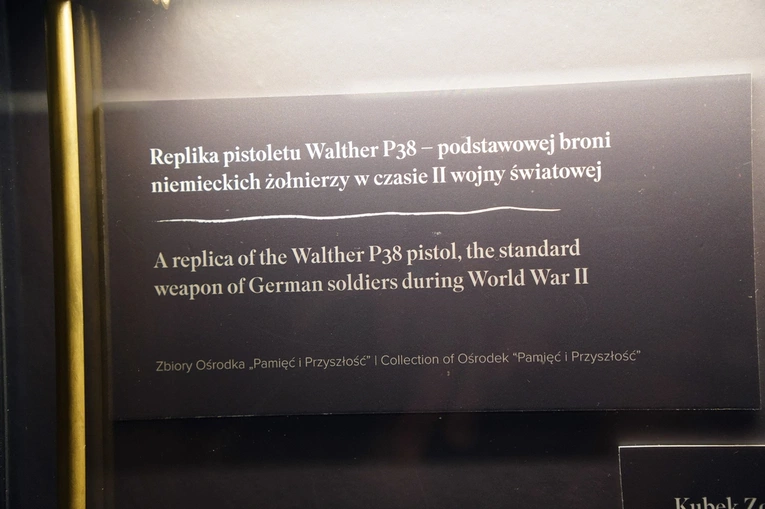 Replika pistoletu Walther P38 – podstawowej broni
niemieckich żołnierzy w czasie II wojny światowej
A replica of the Walther P38 pistol, the standard
weapon of German soldiers during World War II
Zbiory Ośrodka „Pamięć i Przyszłość” | Collection of Ośrodek “Pamięć i Przyszłość”
Kubek